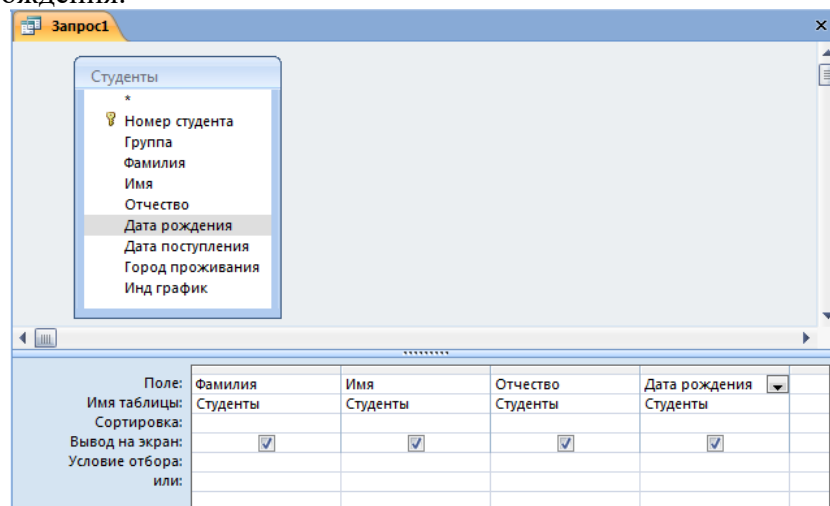 ождения.
Запрос1
Студенты
*
Номер студента
Группа
Фамилия
Имя
Отчество
Дата рождения
Дата поступления
Город проживания
Инд график
Поле: Фамилия Имя Отчество Дата рождения
Имя таблицы: Студенты Студенты Студенты Студенты
Сортировка:
Вывод на экран:
Условие отбора:
или: